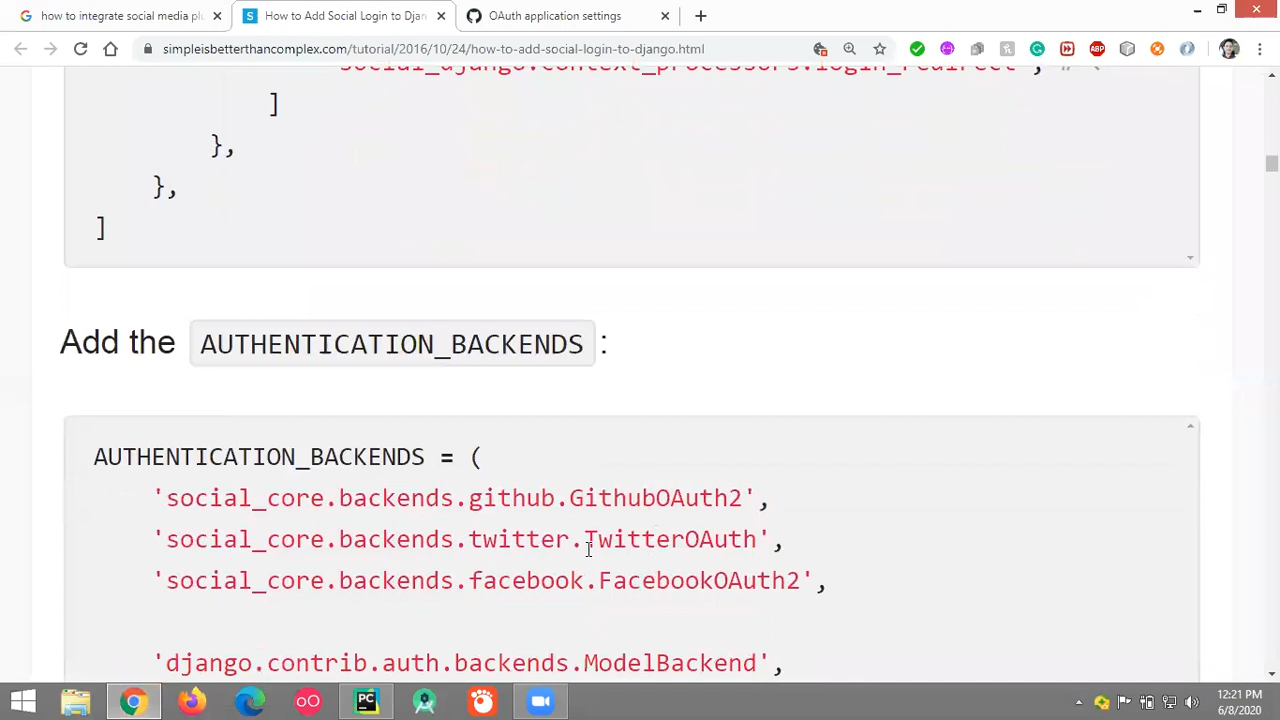 how to integrate social media pl
How to Add Social Login to Djan
OAuth application settings
simpleisbetterthancomplex.com/tutorial/2016/10/24/how-to-add-social-login-to-django.html
social_django.context_processors.login_redirect', # <
]
},
},
]
Add the AUTHENTICATION_BACKENDS :
AUTHENTICATION_BACKENDS = (
'social_core.backends.github.GithubOAuth2',
'social_core.backends.twitter.TwitterOAuth',
'social_core.backends.facebook.FacebookOAuth2',
'django.contrib.auth.backends.ModelBackend',
12:21 PM
6/8/2020